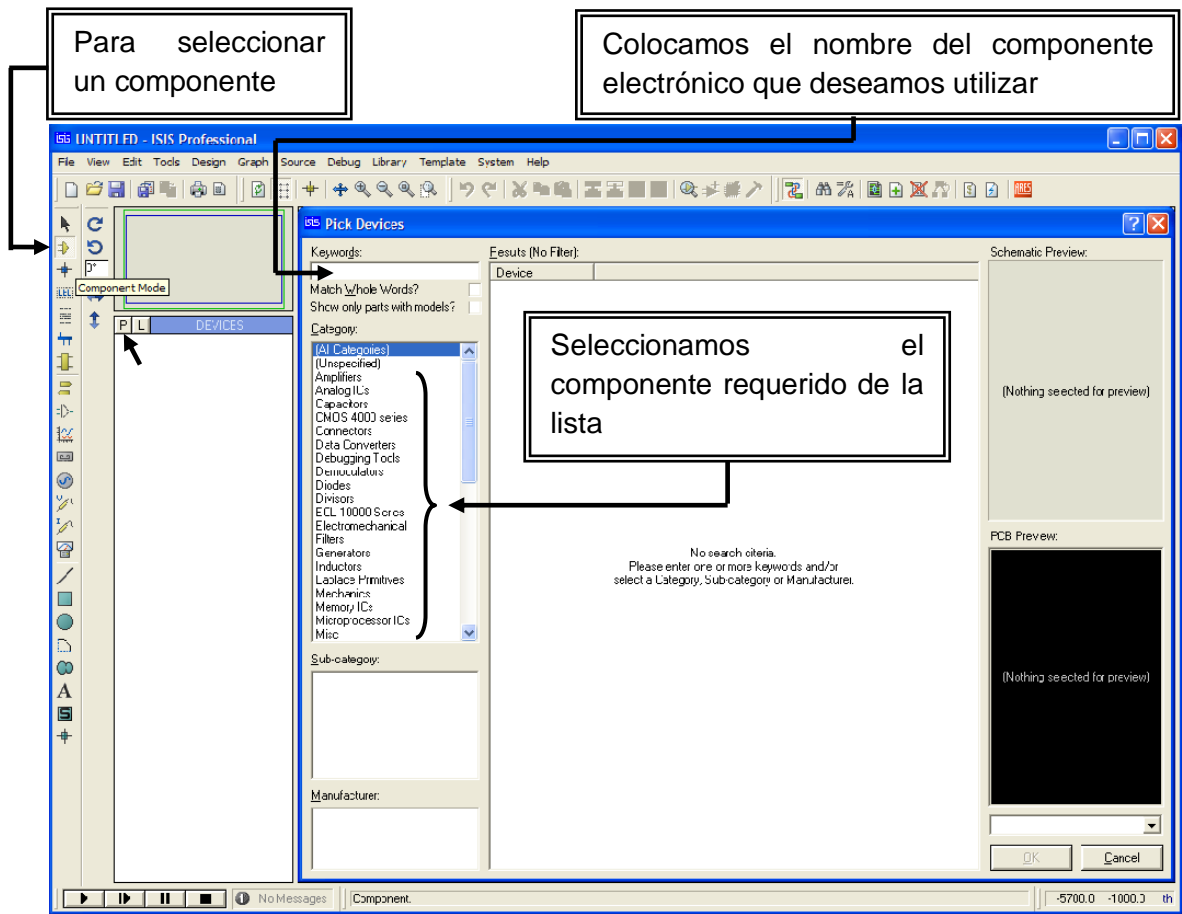 Para seleccionar
un componente
Colocamos el nombre del componente
electrónico que deseamos utilizar
UNTITLED - ISIS Professional
File View Edit Tools Design Graph Source Debug Library Template System Help
Pick Devices
Keywords:
Results (No Filter):
Schematic Preview:
Device
Match Whole Words?
Show only parts with models?
Component Mode
P L DEVICES
Category:
(All Categories)
(Unspecified)
Amplifiers
Analog ICs
Capacitors
CMOS 4000 series
Connectors
Data Converters
Debugging Tools
Demodulators
Diodes
Divisors
ECL 10000 Series
Electromechanical
Filters
Generators
Inductors
Laplace Primitives
Mechanics
Memory ICs
Microprocessor ICs
Misc
Seleccionamos el
componente requerido de la
lista
(Nothing selected for preview)
No search criteria.
Please enter one or more keywords and/or
select a Category, Sub-category or Manufacturer.
PCB Preview:
(Nothing selected for preview)
Sub-category:
Manufacturer:
OK Cancel
No Messages Component. -5700.0 -1000.0 th